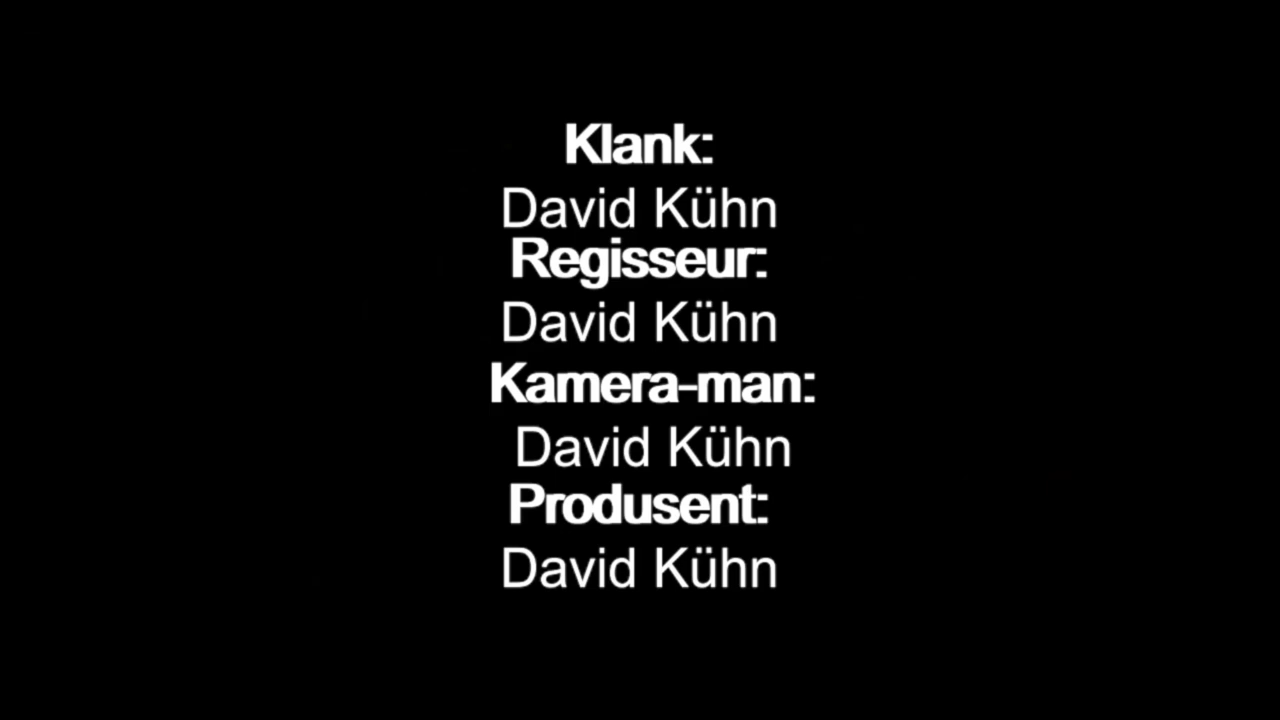 Klank:
David Kühn
Regisseur:
David Kühn
Kamera-man:
David Kühn
Produsent:
David Kühn